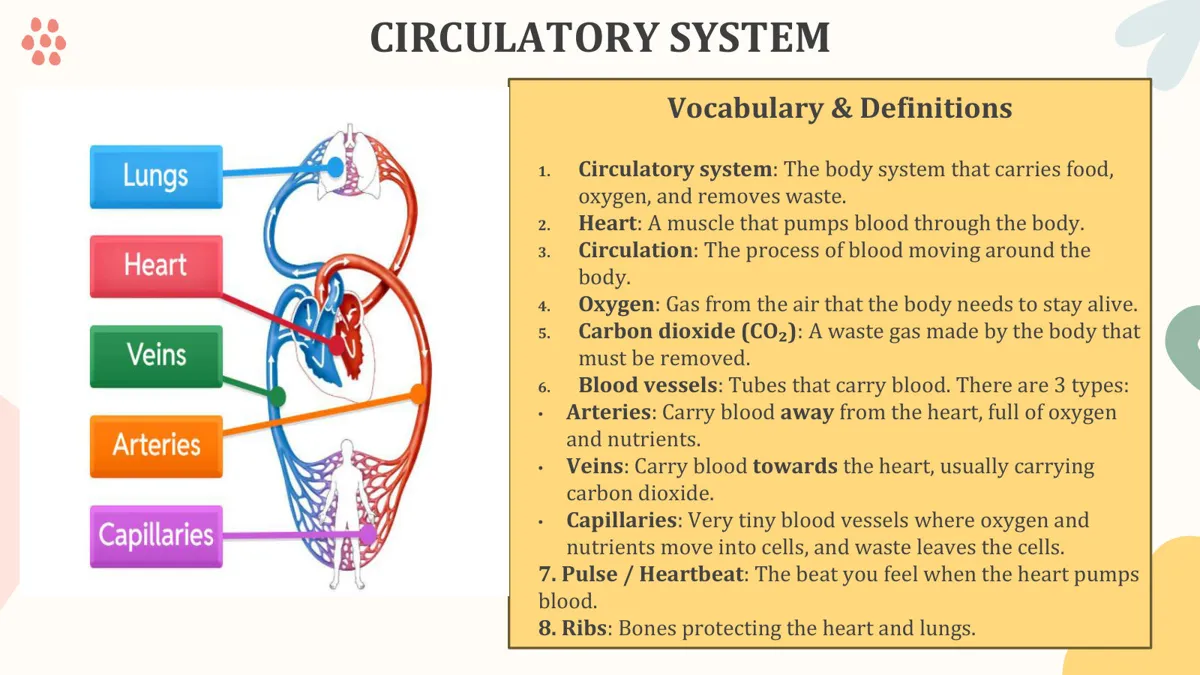 CIRCULATORY SYSTEM
Lungs
Heart
Veins
Arteries
Capillaries
Vocabulary & Definitions
1. Circulatory system: The body system that carries food,
oxygen, and removes waste.
2. Heart: A muscle that pumps blood through the body.
3. Circulation: The process of blood moving around the
body.
4. Oxygen: Gas from the air that the body needs to stay alive.
5. Carbon dioxide (CO₂): A waste gas made by the body that
must be removed.
6. Blood vessels: Tubes that carry blood. There are 3 types:
• Arteries: Carry blood away from the heart, full of oxygen
and nutrients.
• Veins: Carry blood towards the heart, usually carrying
carbon dioxide.
• Capillaries: Very tiny blood vessels where oxygen and
nutrients move into cells, and waste leaves the cells.
7. Pulse / Heartbeat: The beat you feel when the heart pumps
blood.
8. Ribs: Bones protecting the heart and lungs.